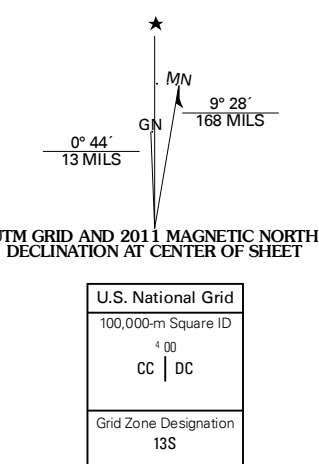 MN
9° 28´
168 MILS
GN
0° 44´
13 MILS
UTM GRID AND 2011 MAGNETIC NORTH
DECLINATION AT CENTER OF SHEET
U.S. National Grid
100,000-m Square ID
4 00
CC | DC
Grid Zone Designation
13S